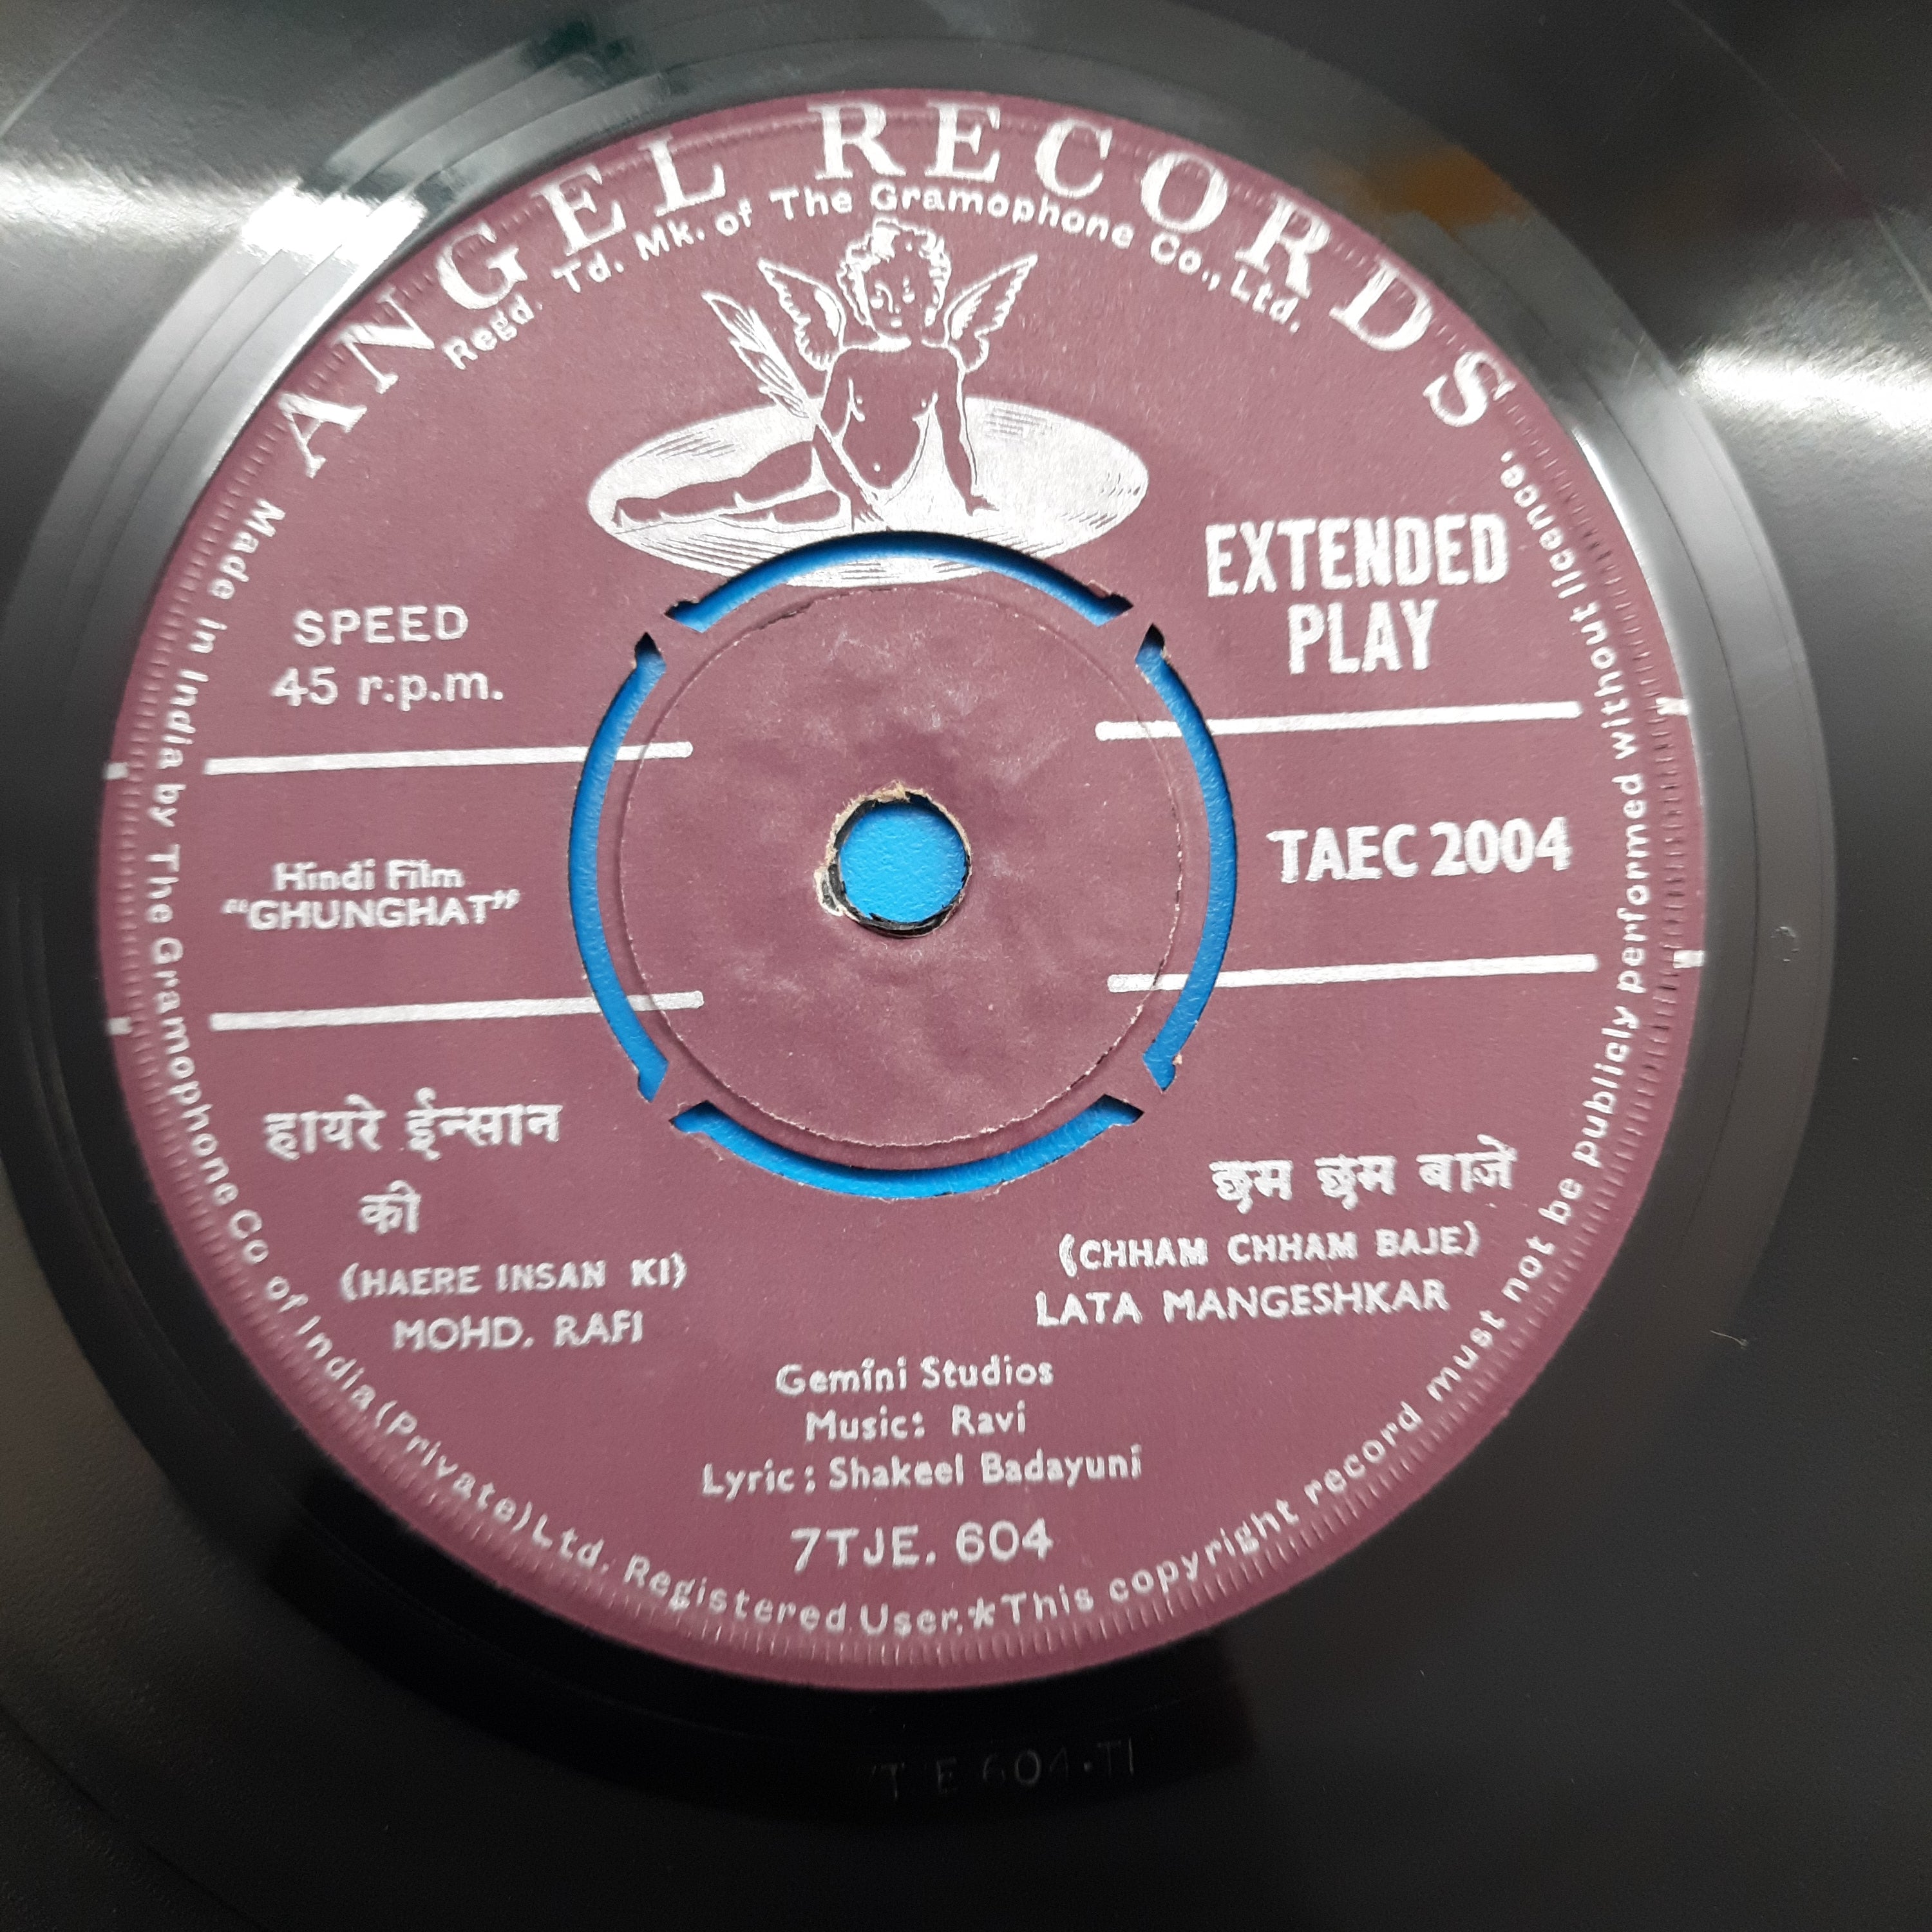 ANGEL RECORDS
Regd. Td. Mk. of The Gramophone Co., Ltd.
EXTENDED
PLAY
SPEED
45 r.p.m.
TAEC 2004
Hindi Film
"GHUNGHAT"
हायरे ईन्सान
की
(HAERE INSAN KI)
MOHD. RAFI
छम छम बाजे
(CHHAM CHHAM BAJE)
LATA MANGESHKAR
Gemini Studios
Music: Ravi
Lyric: Shakeel Badayuni
7TJE. 604
Made in India by The Gramophone Co of India (Private) Ltd. Registered User.*This copyright record must not be publicly performed without licence.
604·T1